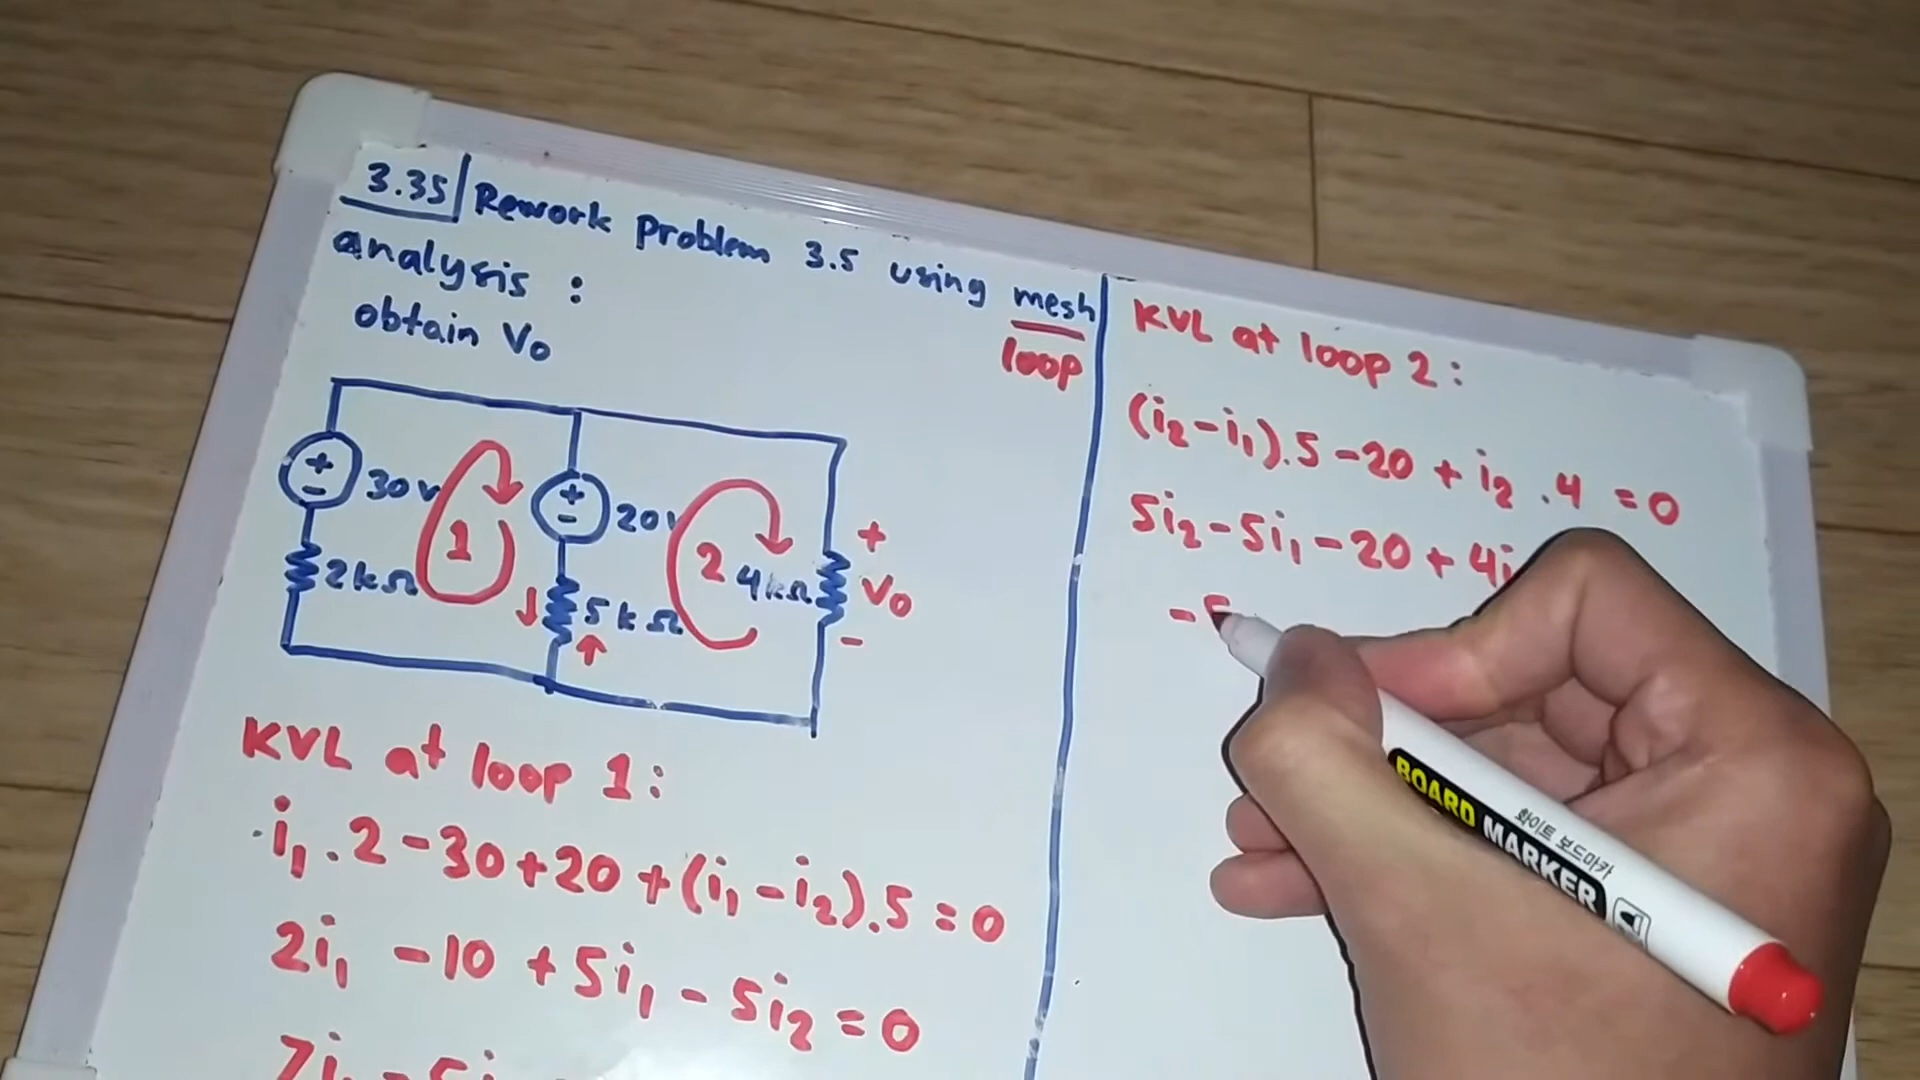 3.35 Rework Problem 3.5 using mesh
analysis :
loop
obtain Vo
+
-
30V
2kΩ
1
+
-
20V
5kΩ
2
4kΩ
+
Vo
-
KVL at loop 1:
i₁.2-30+20+(i₁-i₂).5=0
2i₁ -10 +5i₁ - 5i₂=0
7i₁-5i
KVL at loop 2:
(i₂-i₁).5-20+i₂.4=0
5i₂-5i₁-20+4i
-5
BOARD MARKER
화이트 보드마카